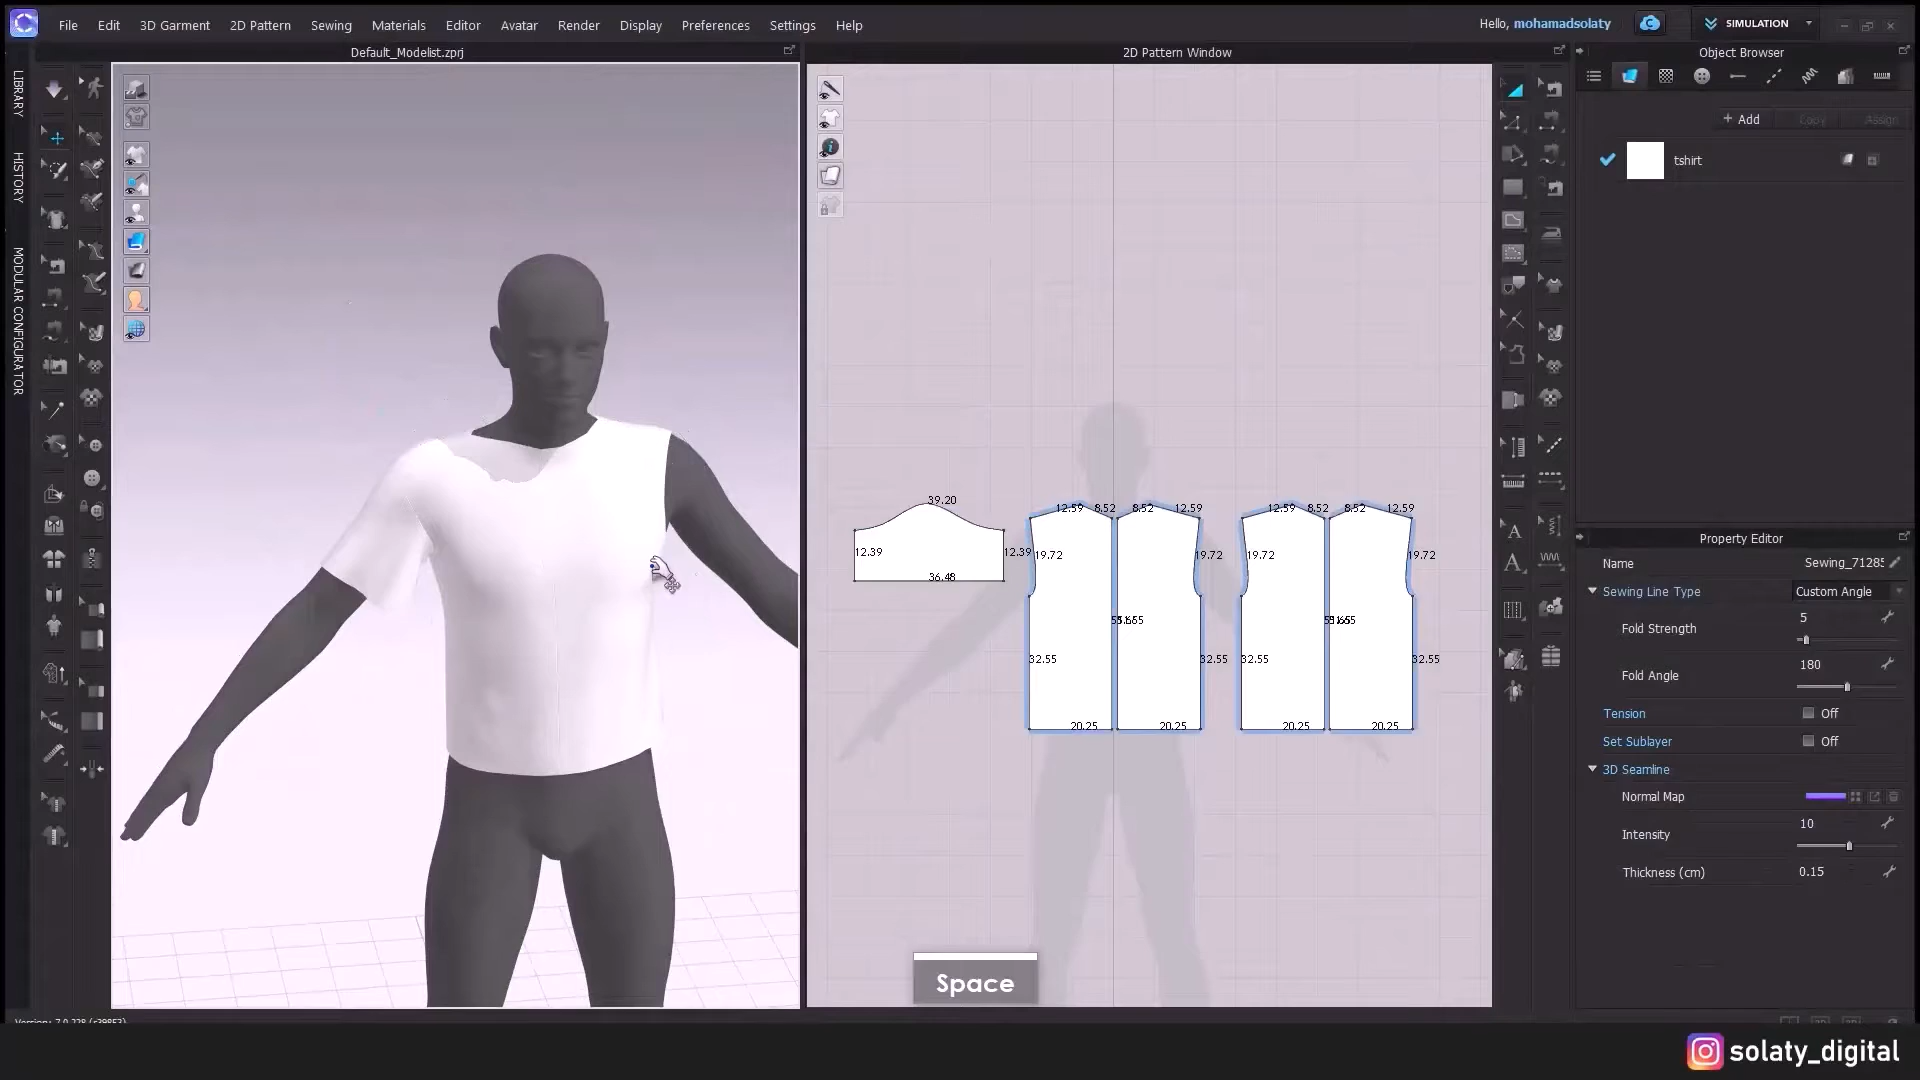 File Edit 3D Garment 2D Pattern Sewing Materials Editor Avatar Render Display Preferences Settings Help
Hello, mohamadsolaty
SIMULATION
Default_Modelist.zprj
2D Pattern Window
Object Browser
LIBRARY
HISTORY
MODULAR CONFIGURATOR
+ Add Copy Assign
tshirt
39.20
12.39 12.39
36.48
12.59 8.52 8.52 12.59 12.59 8.52 8.52 12.59
19.72 19.72 19.72 19.72
32.55 32.55 32.55 32.55
20.25 20.25 20.25 20.25
Property Editor
Name Sewing_71285
Sewing Line Type Custom Angle
Fold Strength 5
Fold Angle 180
Tension Off
Set Sublayer Off
3D Seamline
Normal Map
Intensity 10
Thickness (cm) 0.15
Space
solaty_digital